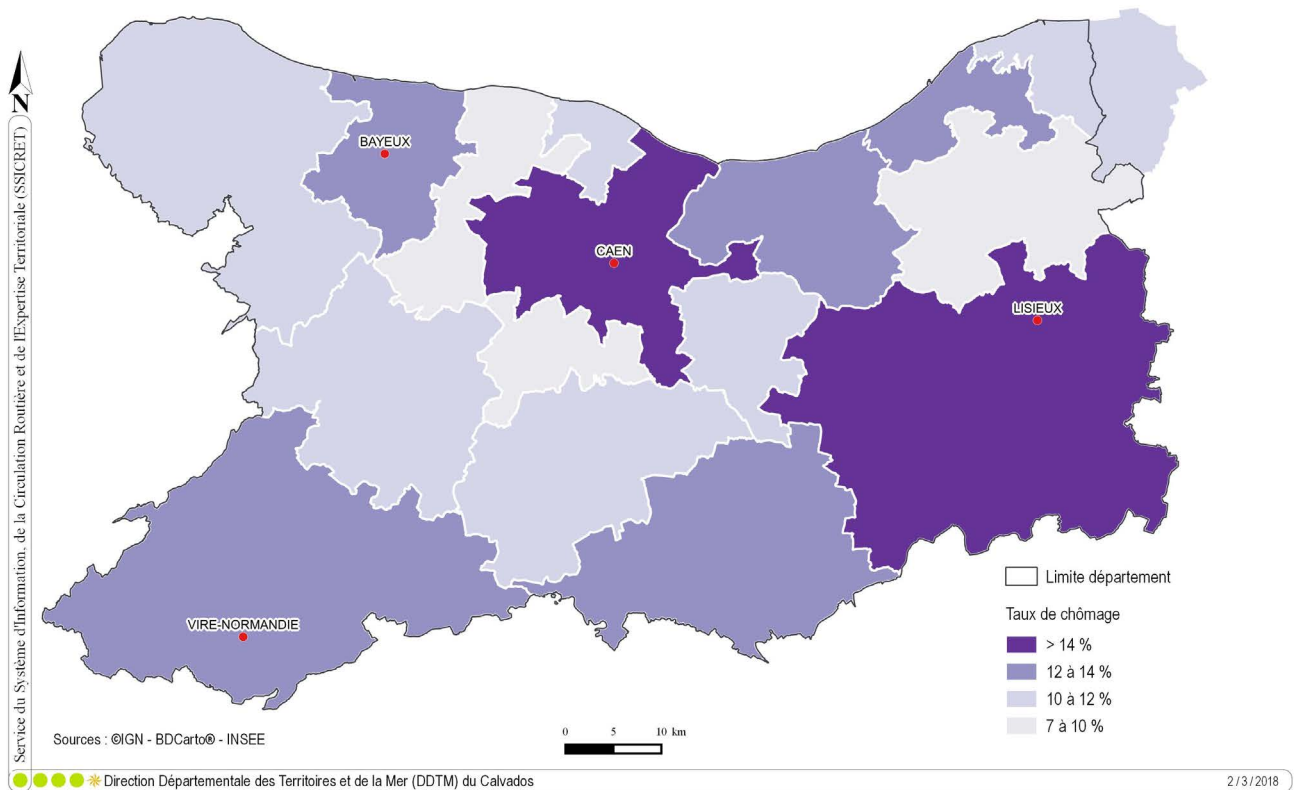 N
Service du Système d'Information, de la Circulation Routière et de l'Expertise Territoriale (SSICRET)
BAYEUX
CAEN
LISIEUX
VIRE-NORMANDIE
Limite département
Taux de chômage
> 14 %
12 à 14 %
10 à 12 %
7 à 10 %
Sources : ©IGN - BDCarto® - INSEE
0 5 10 km
Direction Départementale des Territoires et de la Mer (DDTM) du Calvados
2 / 3 / 2018